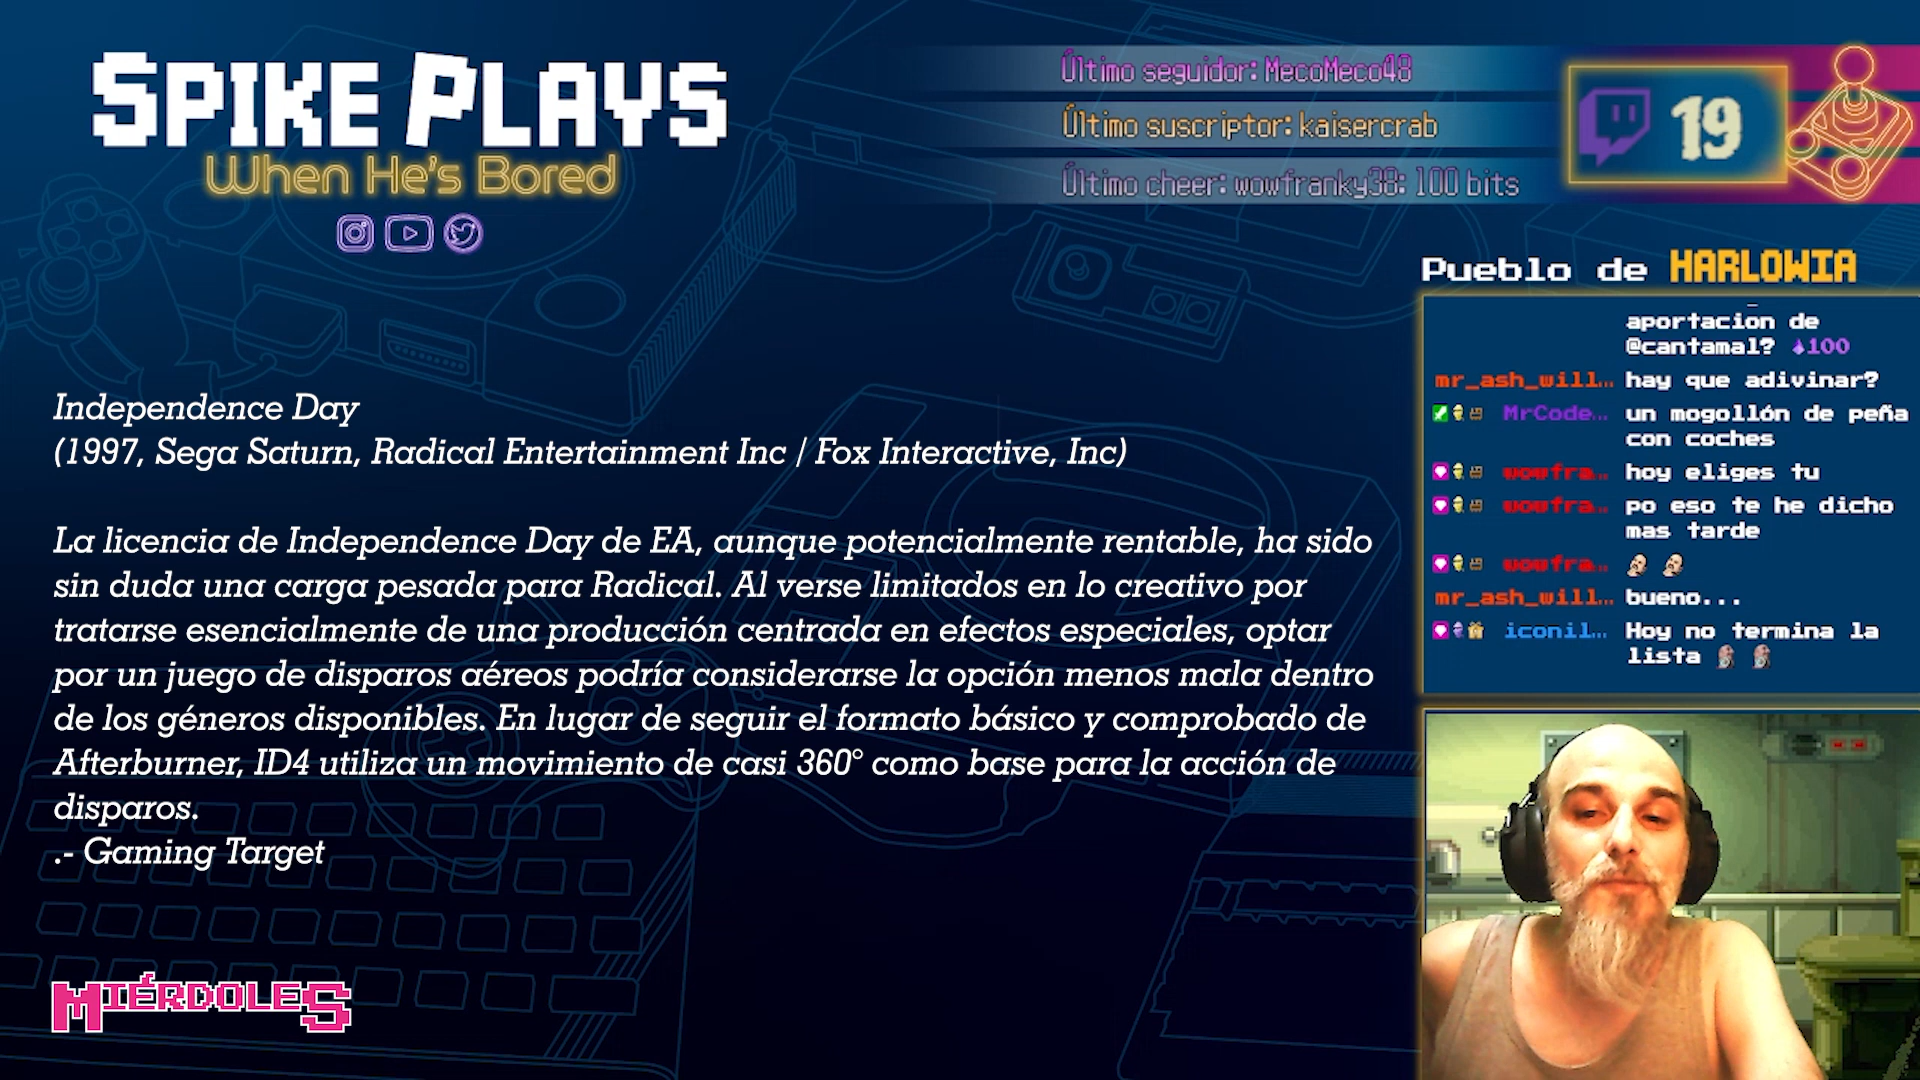 SPIKE PLAYS
When He's Bored
Último seguidor: MecoMeco48
Último suscriptor: kaisercrab
Último cheer: wowfranky38: 100 bits
19
Pueblo de HARLOWIA
aportacion de
@cantamal? 100
mr_ash_will... hay que adivinar?
MrCode... un mogollón de peña
con coches
wowfra... hoy eliges tu
wowfra... po eso te he dicho
mas tarde
wowfra...
mr_ash_will... bueno...
iconil... Hoy no termina la
lista
Independence Day
(1997, Sega Saturn, Radical Entertainment Inc / Fox Interactive, Inc)
La licencia de Independence Day de EA, aunque potencialmente rentable, ha sido
sin duda una carga pesada para Radical. Al verse limitados en lo creativo por
tratarse esencialmente de una producción centrada en efectos especiales, optar
por un juego de disparos aéreos podría considerarse la opción menos mala dentro
de los géneros disponibles. En lugar de seguir el formato básico y comprobado de
Afterburner, ID4 utiliza un movimiento de casi 360° como base para la acción de
disparos.
.- Gaming Target
MIÉRDOLES